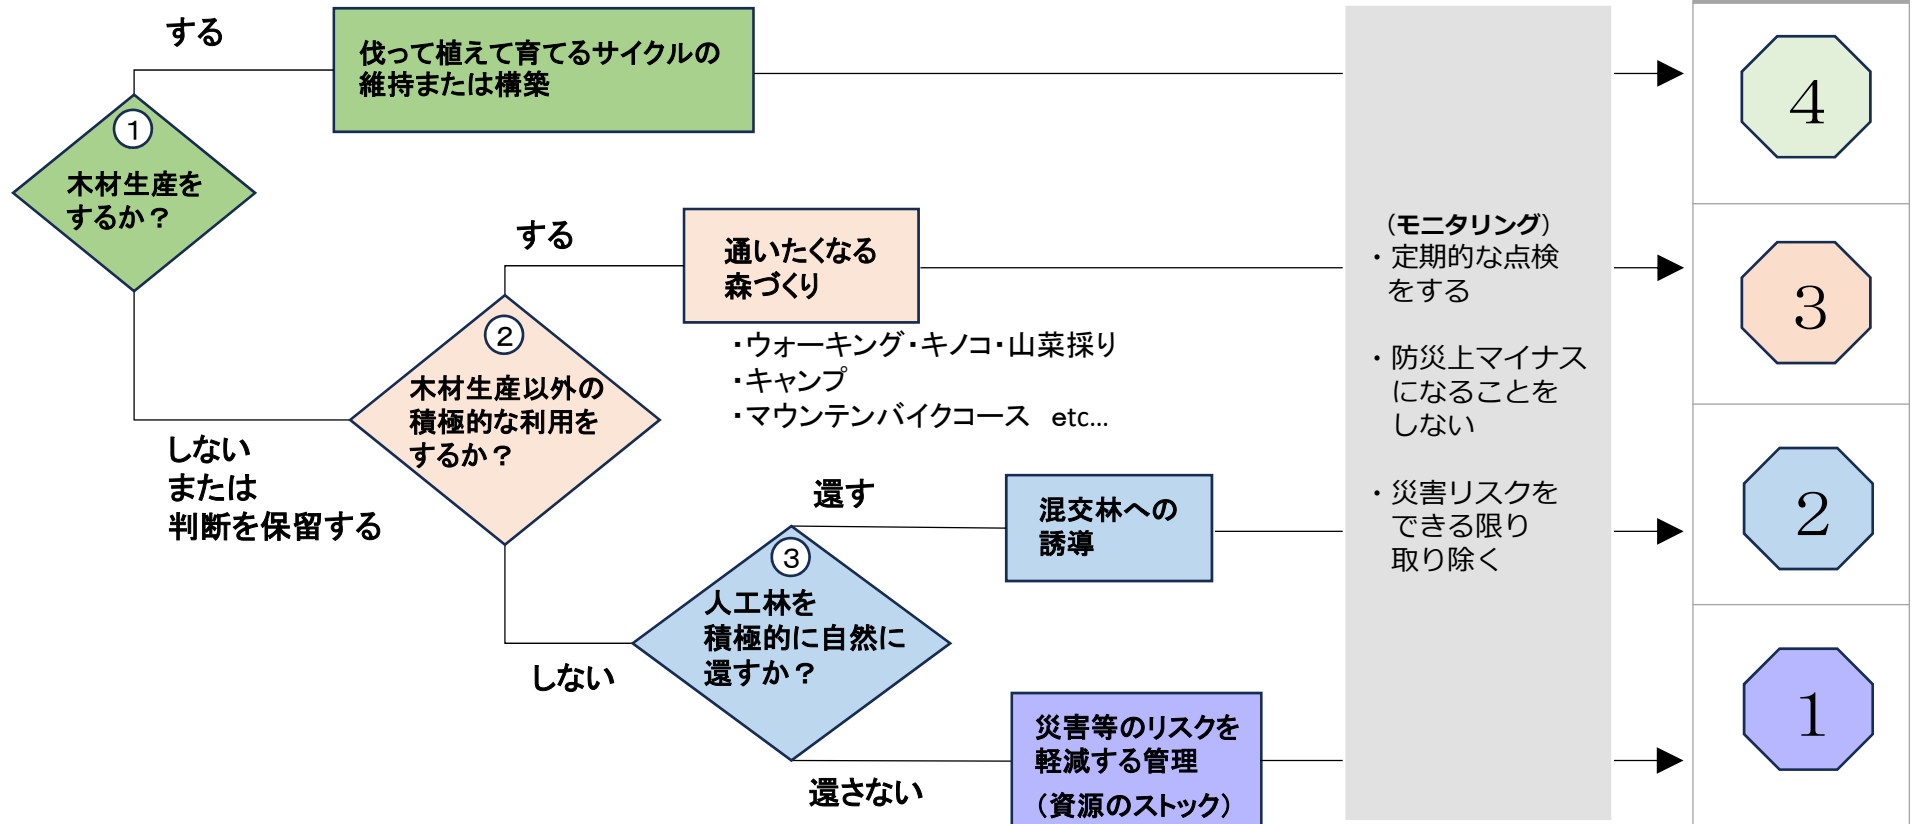 する
伐って植えて育てるサイクルの
維持または構築
4
①
木材生産を
するか？
しない
または
判断を保留する
する
通いたくなる
森づくり
・ウォーキング・キノコ・山菜採り
・キャンプ
・マウンテンバイクコース　etc…
3
②
木材生産以外の
積極的な利用を
するか？
しない
還す
混交林への
誘導
2
③
人工林を
積極的に自然に
還すか？
還さない
災害等のリスクを
軽減する管理
（資源のストック）
1
（モニタリング）
・定期的な点検
をする
・防災上マイナス
になることを
しない
・災害リスクを
できる限り
取り除く